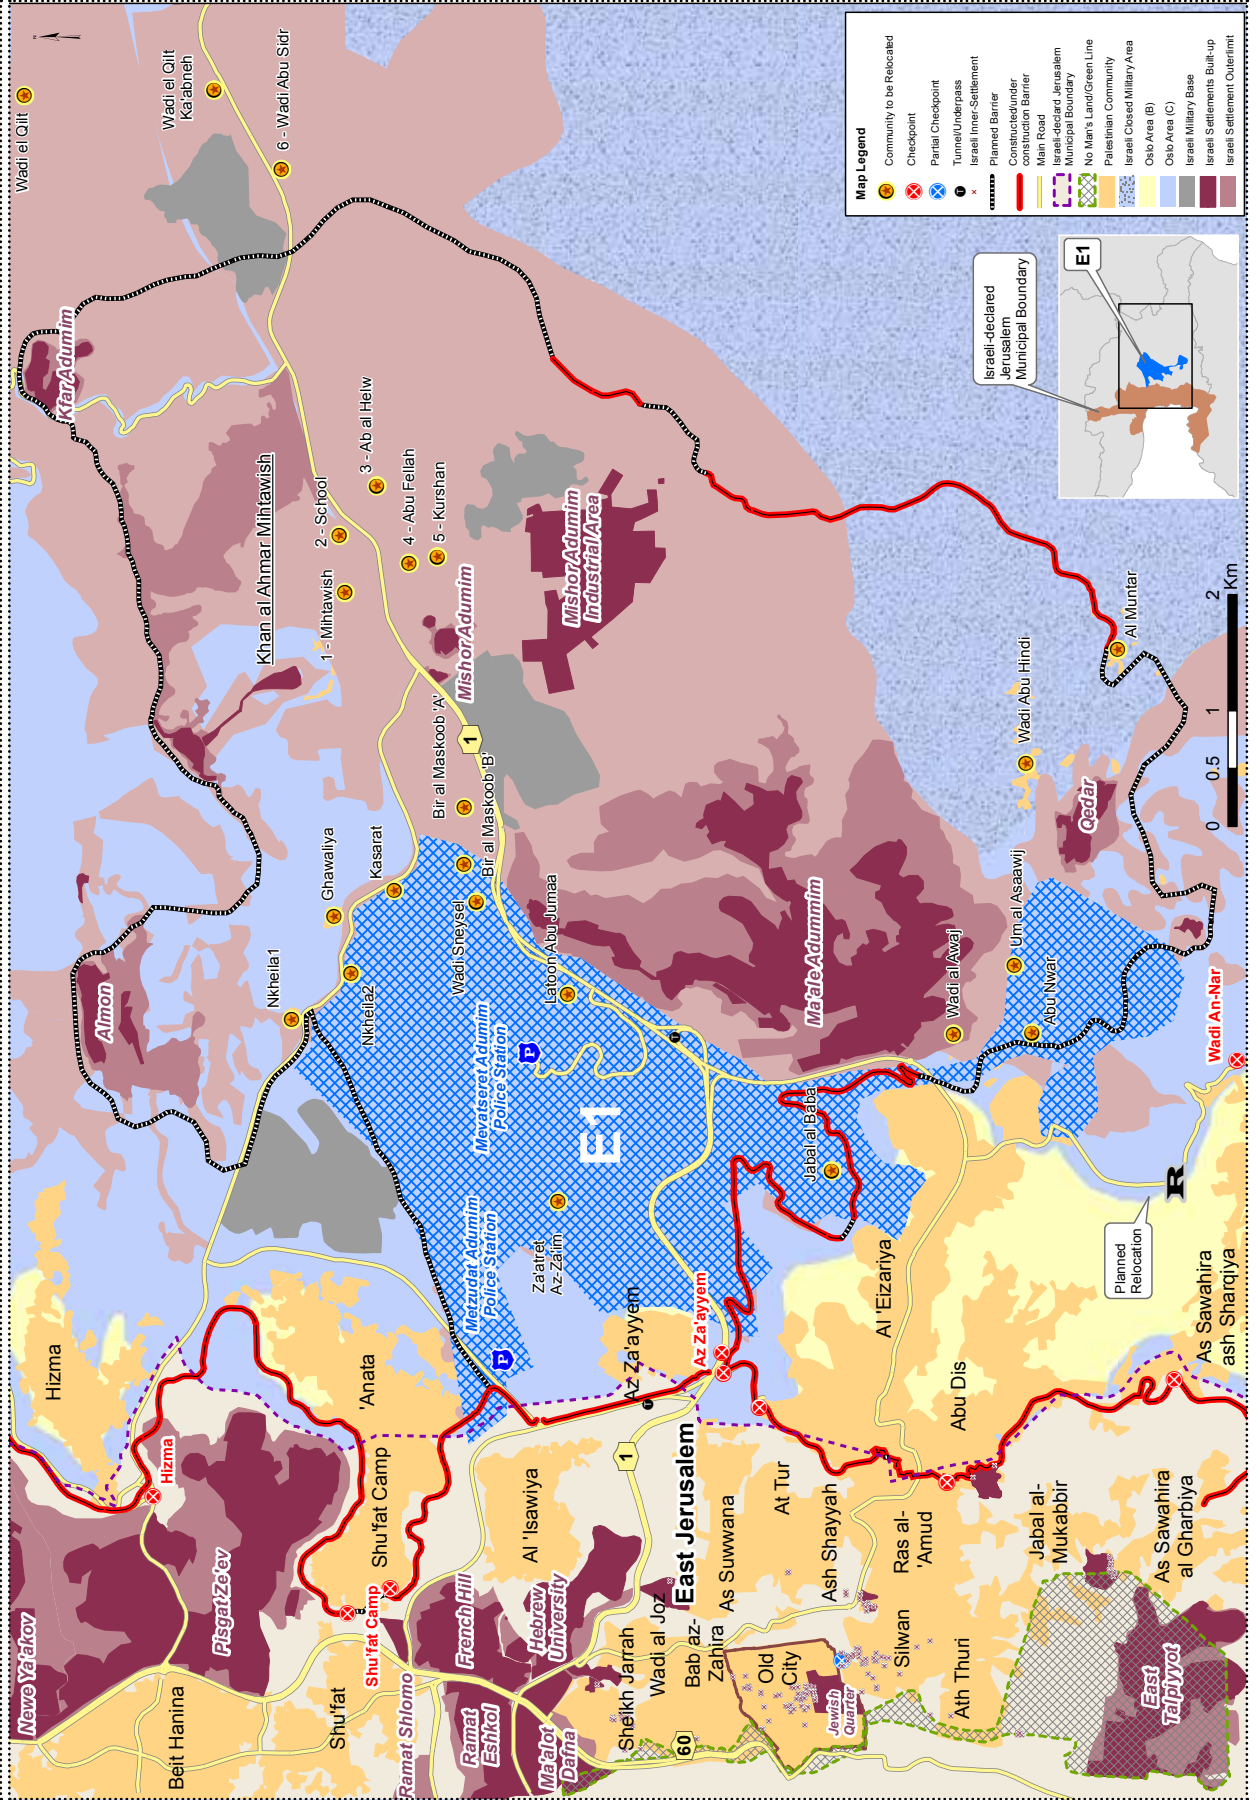 N
Wadi el Qilt
Wadi el Qilt
Ka'abneh
6 - Wadi Abu Sidr
Kfar Adumim
Khan al Ahmar Mihtawish
1 - Mihtawish
2 - School
3 - Ab al Helw
4 - Abu Fellah
5 - Kurshan
Mishor Adumim
Mishor Adumim
Industrial Area
1
Bir al Maskoob 'A'
Bir al Maskoob 'B'
Almon
Ghawaliya
Kasarat
Nkheila1
Nkheila2
Wadi Sneysel
Latoon Abu Jumaa
Mevatseret Adumim
Police Station
P
E1
Metzudat Adumim
Police Station
P
Za'atret
Az-Za'im
T
Jabal al Baba
Ma'ale Adummim
Wadi al Awaj
Um al Asaawij
Abu Nwar
Wadi Abu Hindi
Al Muntar
Qedar
Wadi An-Nar
R
Planned
Relocation
Hizma
Hizma
'Anata
Az Za'ayyem
Az Za'ayyem
T
Al 'Eizariya
Abu Dis
As Sawahira
ash Sharqiya
Newe Ya'akov
Pisgat Ze'ev
Beit Hanina
Shu'fat
Shu'fat Camp
Shu'fat Camp
Ramat Shlomo
French Hill
Ramat
Eshkol
Hebrew
University
Ma'alot
Dafna
Al 'Isawiya
1
East Jerusalem
Sheikh Jarrah
Wadi al Joz
Bab az-
Zahira
As Suwwana
At Tur
Ash Shayyah
60
Old
City
Jewish
Quarter
Silwan
Ras al-
'Amud
Ath Thuri
Jabal al-
Mukabbir
As Sawahira
al Gharbiya
East
Talpiyyot
0
0.5
1
2
Km
Israeli-declared
Jerusalem
Municipal Boundary
E1
Map Legend
Community to be Relocated
Checkpoint
Partial Checkpoint
T
Tunnel/Underpass
Israeli Inner-Settlement
Planned Barrier
Constructed/under
construction Barrier
Main Road
Israeli-declard Jerusalem
Municipal Boundary
No Man's Land/Green Line
Palestinian Community
Israeli Closed Military Area
Oslo Area (B)
Oslo Area (C)
Israeli Military Base
Israeli Settlements Built-up
Israeli Settlement Outerlimit